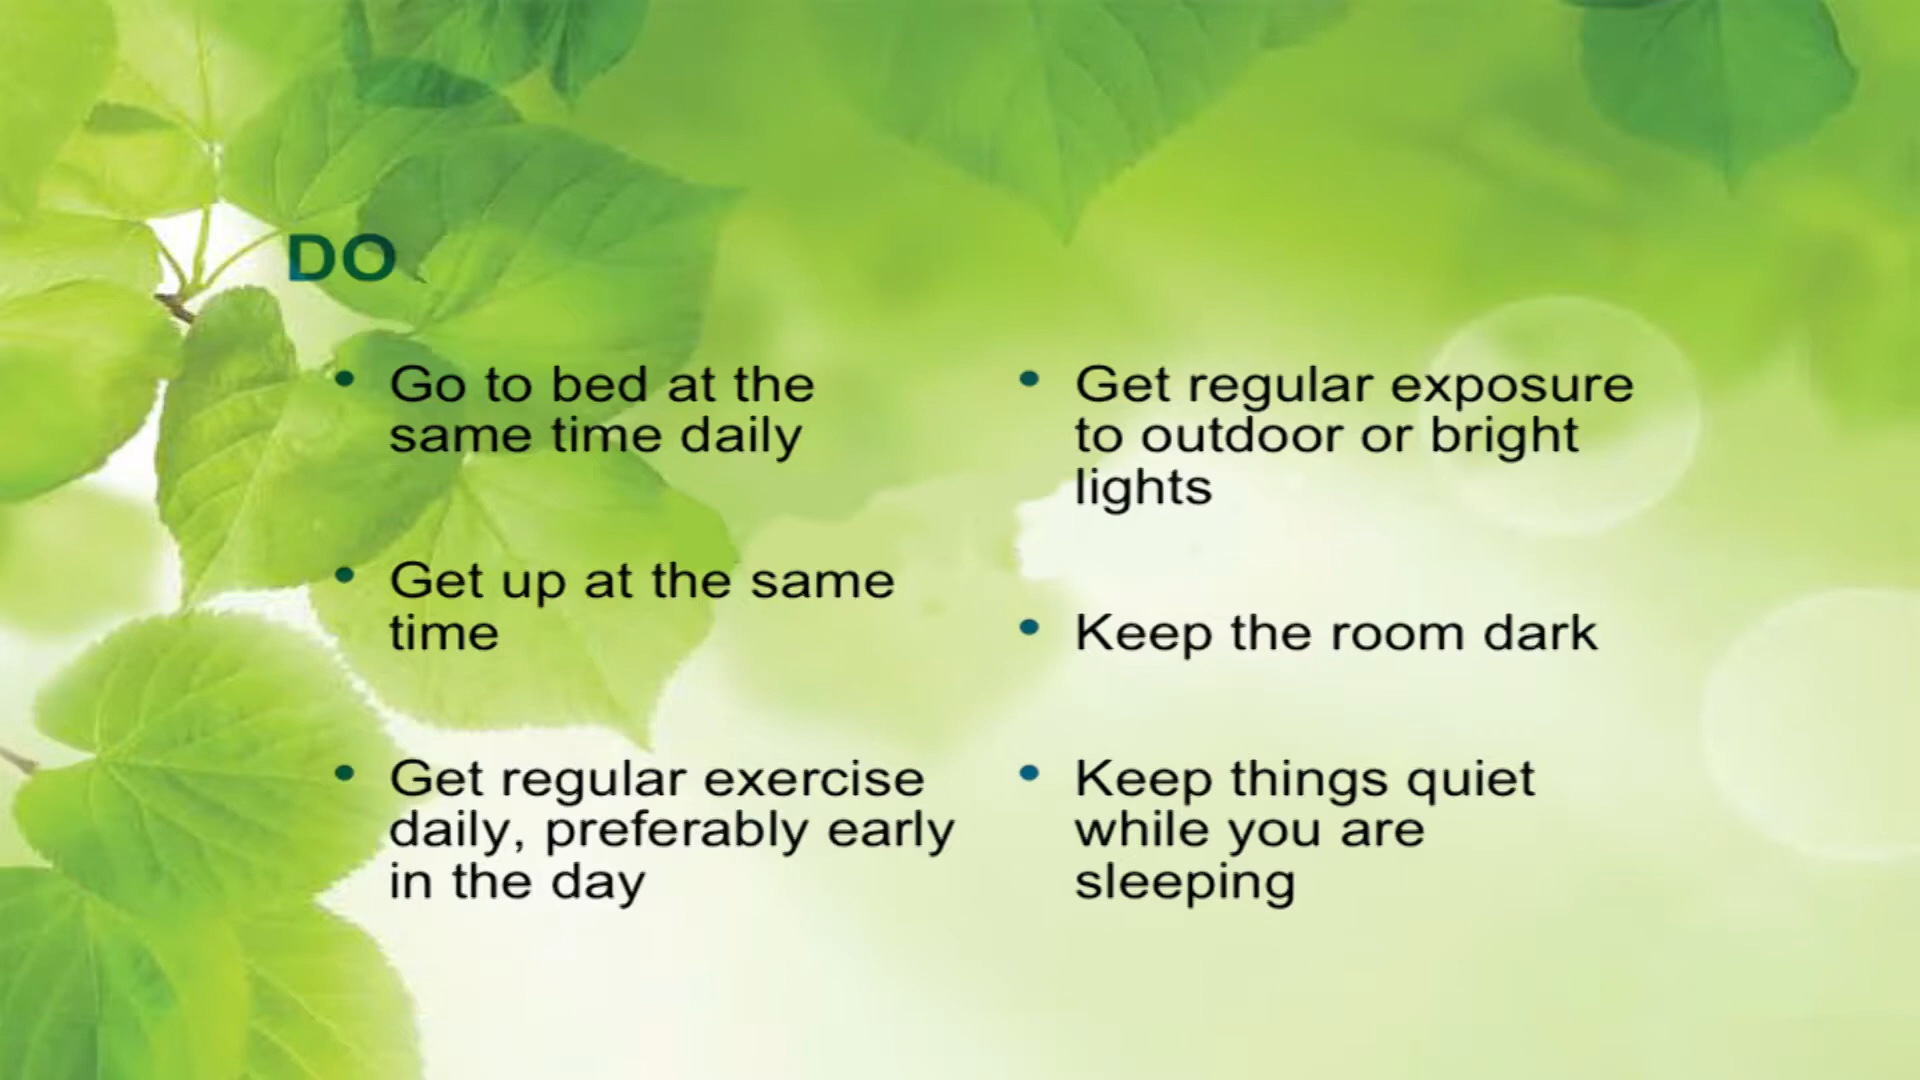 DO
• Go to bed at the
same time daily
• Get up at the same
time
• Get regular exercise
daily, preferably early
in the day
• Get regular exposure
to outdoor or bright
lights
• Keep the room dark
• Keep things quiet
while you are
sleeping